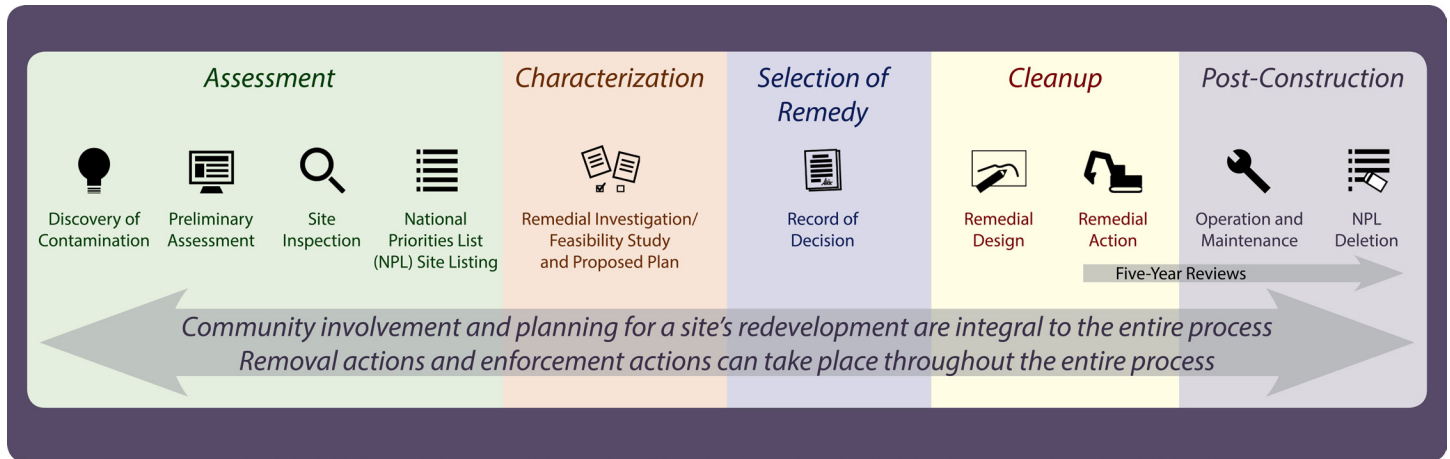 Assessment
Characterization
Selection of
Remedy
Cleanup
Post-Construction
Discovery of
Contamination
Preliminary
Assessment
Site
Inspection
National
Priorities List
(NPL) Site Listing
Remedial Investigation/
Feasibility Study
and Proposed Plan
Record of
Decision
Remedial
Design
Remedial
Action
Operation and
Maintenance
NPL
Deletion
Five-Year Reviews
Community involvement and planning for a site’s redevelopment are integral to the entire process
Removal actions and enforcement actions can take place throughout the entire process